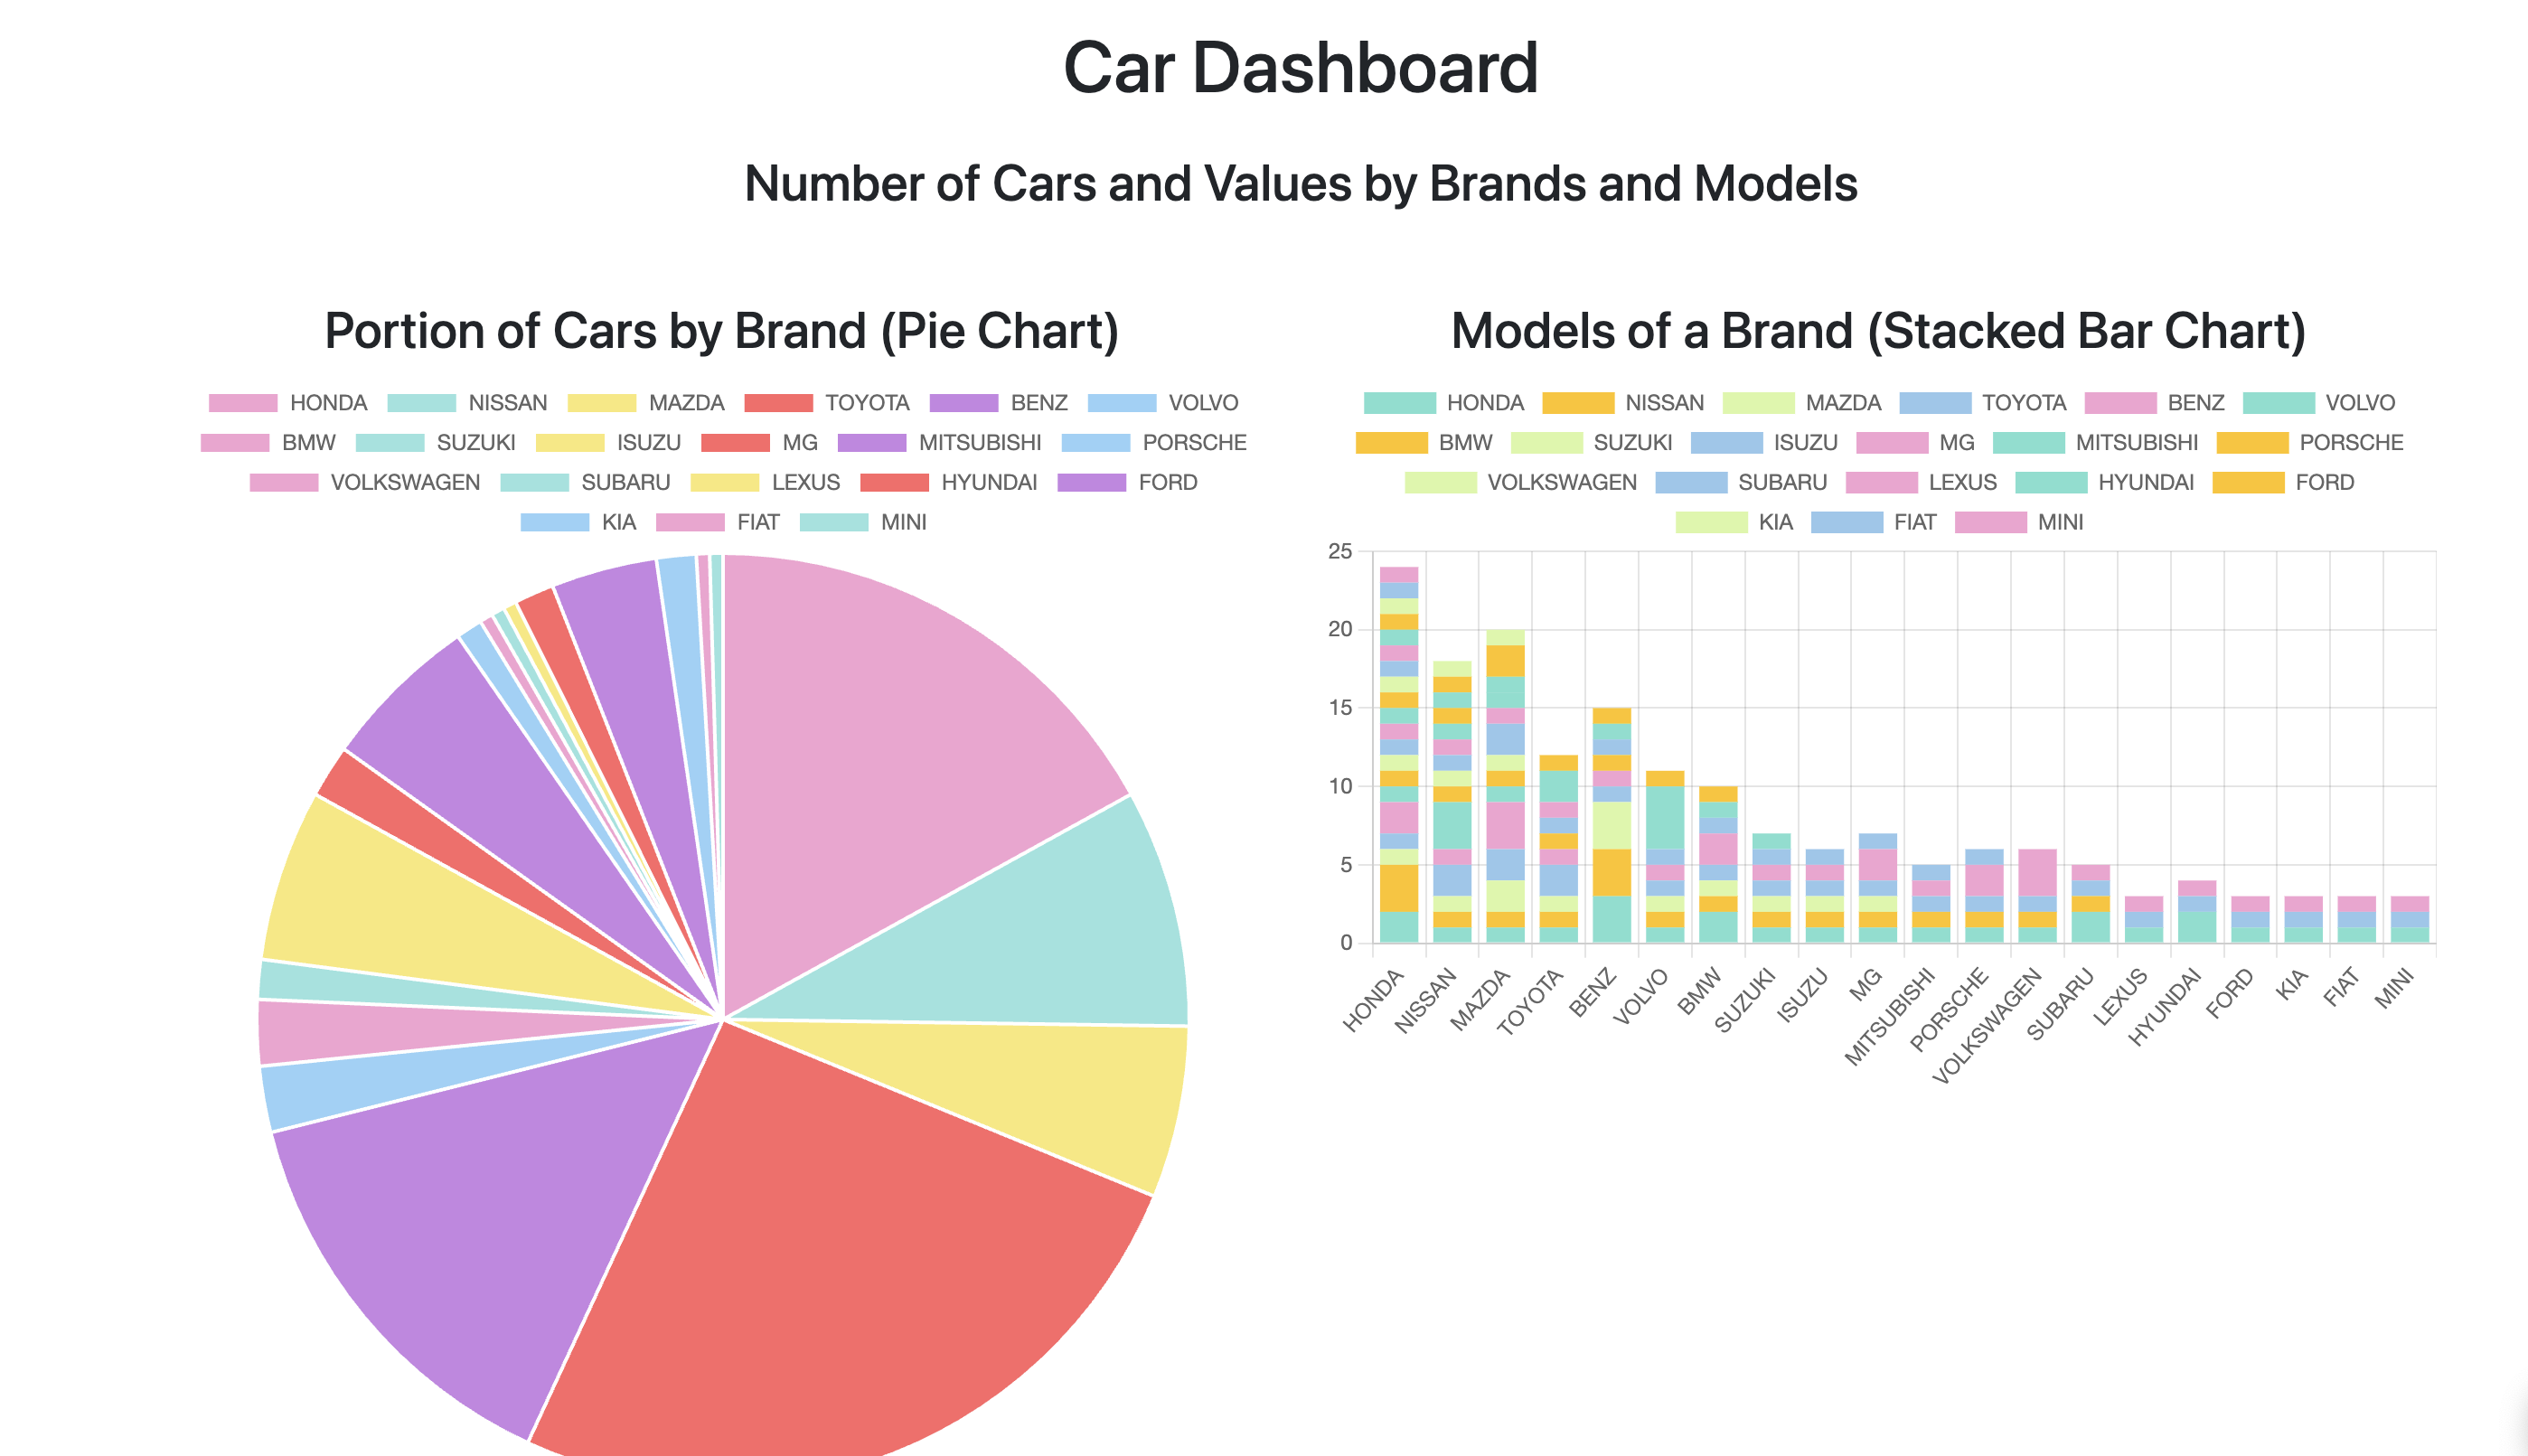 Car Dashboard
Number of Cars and Values by Brands and Models
Portion of Cars by Brand (Pie Chart)
HONDA NISSAN MAZDA TOYOTA BENZ VOLVO
BMW SUZUKI ISUZU MG MITSUBISHI PORSCHE
VOLKSWAGEN SUBARU LEXUS HYUNDAI FORD
KIA FIAT MINI
Models of a Brand (Stacked Bar Chart)
HONDA NISSAN MAZDA TOYOTA BENZ VOLVO
BMW SUZUKI ISUZU MG MITSUBISHI PORSCHE
VOLKSWAGEN SUBARU LEXUS HYUNDAI FORD
KIA FIAT MINI
25
20
15
10
5
0
HONDA NISSAN MAZDA TOYOTA BENZ VOLVO BMW SUZUKI ISUZU MG MITSUBISHI PORSCHE VOLKSWAGEN SUBARU LEXUS HYUNDAI FORD KIA FIAT MINI